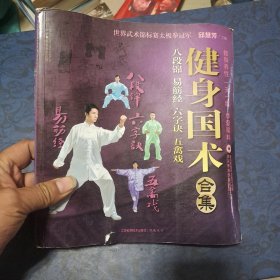 世界武术锦标赛太极拳冠军 邱慧芳
健身国术
合集
八段锦 易筋经 六字诀 五禽戏
八段锦
六字诀
易筋经
五禽戏